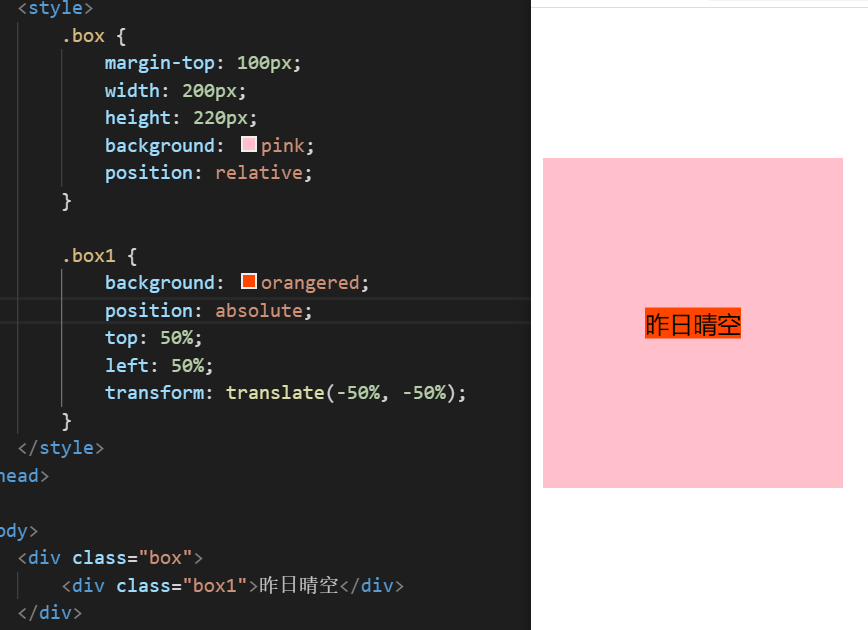 <style>
.box {
margin-top: 100px;
width: 200px;
height: 220px;
background: pink;
position: relative;
}
.box1 {
background: orangered;
position: absolute;
top: 50%;
left: 50%;
transform: translate(-50%, -50%);
}
</style>
head>
ody>
<div class="box">
<div class="box1">昨日晴空</div>
</div>
昨日晴空